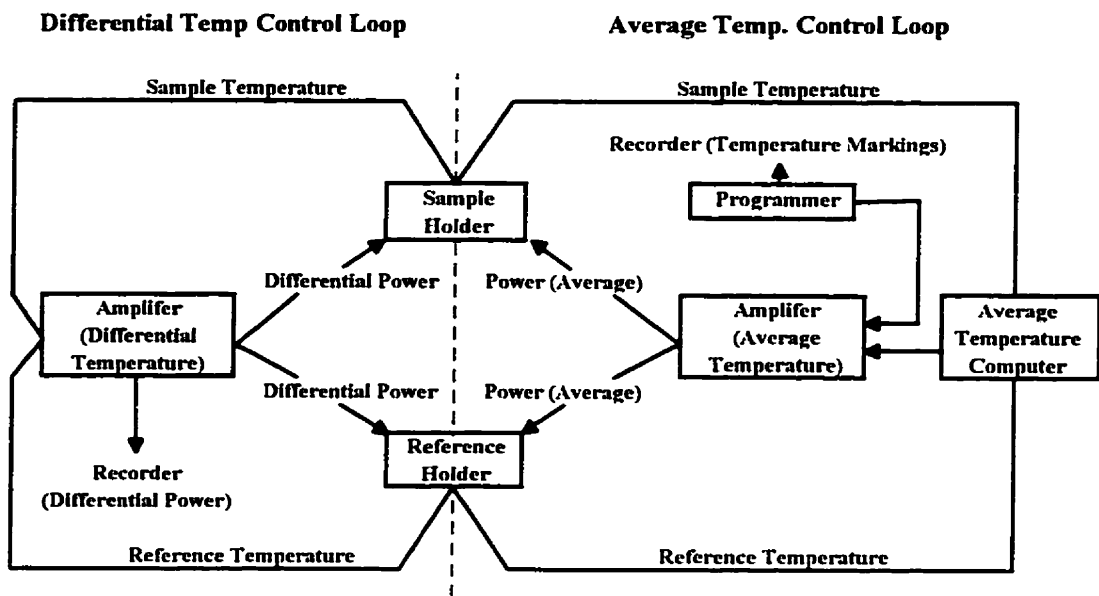 Differential Temp Control Loop
Average Temp. Control Loop
Sample Temperature
Sample Temperature
Recorder (Temperature Markings)
Programmer
Sample
Holder
Differential Power
Power (Average)
Amplifer
(Differential
Temperature)
Amplifer
(Average
Temperature)
Average
Temperature
Computer
Differential Power
Power (Average)
Reference
Holder
Recorder
(Differential Power)
Reference Temperature
Reference Temperature